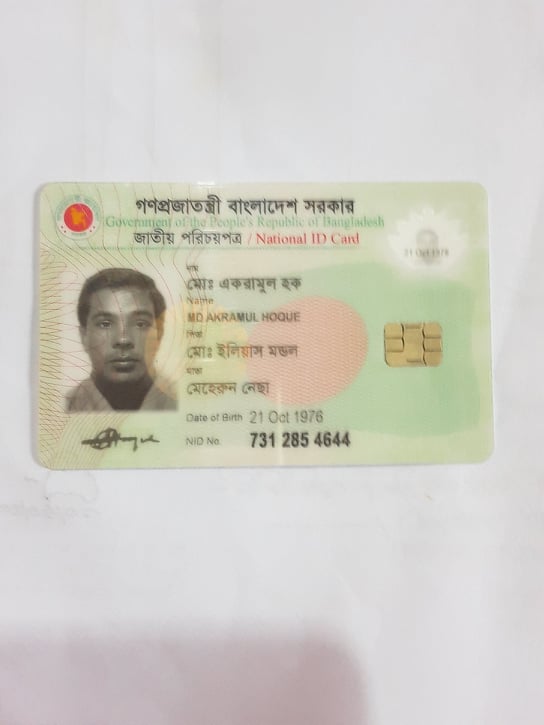 গণপ্রজাতন্ত্রী বাংলাদেশ সরকার
Government of the People's Republic of Bangladesh
জাতীয় পরিচয়পত্র / National ID Card
21 Oct 1976
নাম
মোঃ একরামুল হক
Name
MD AKRAMUL HOQUE
পিতা
মোঃ ইলিয়াস মন্ডল
মাতা
মেহেরুন নেছা
Date of Birth 21 Oct 1976
NID No. 731 285 4644